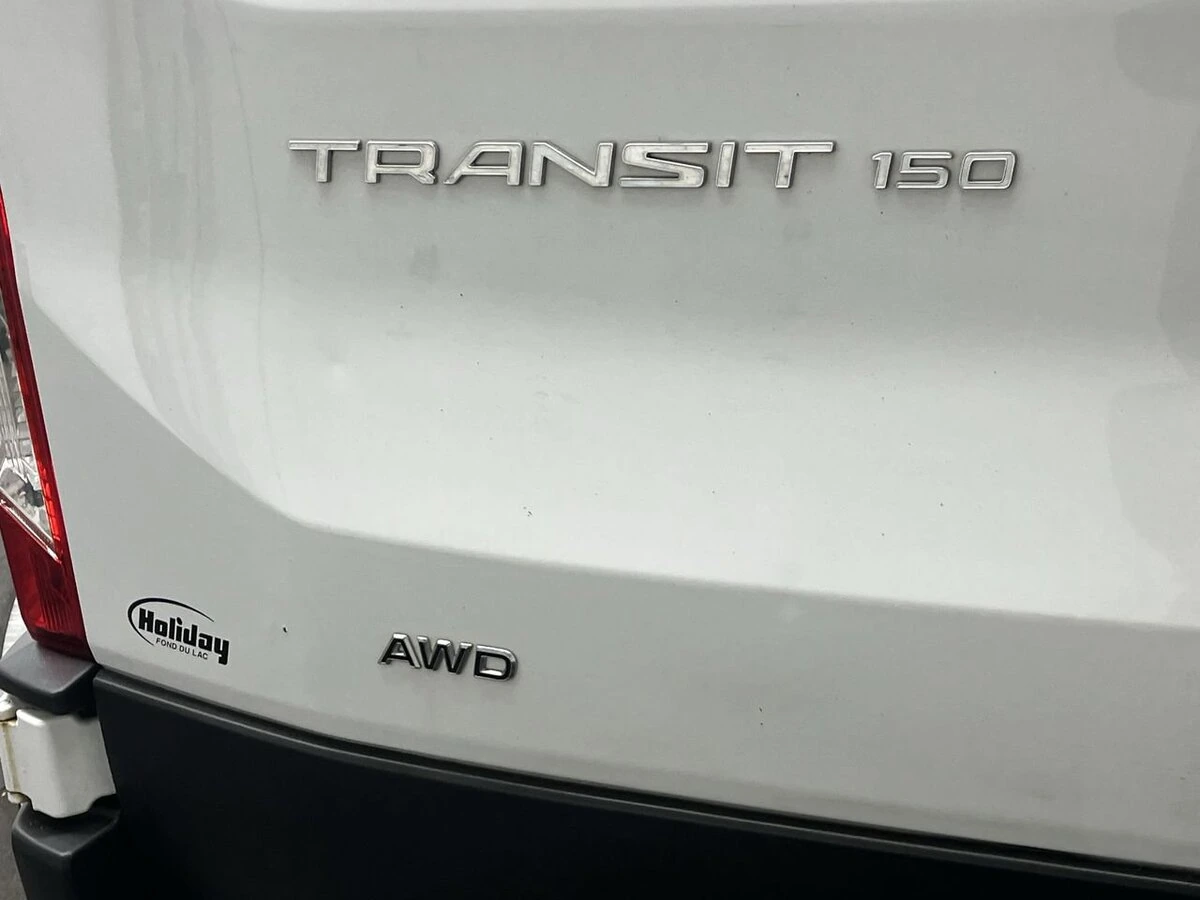 TRANSIT 150
Holiday
FOND DU LAC
AWD